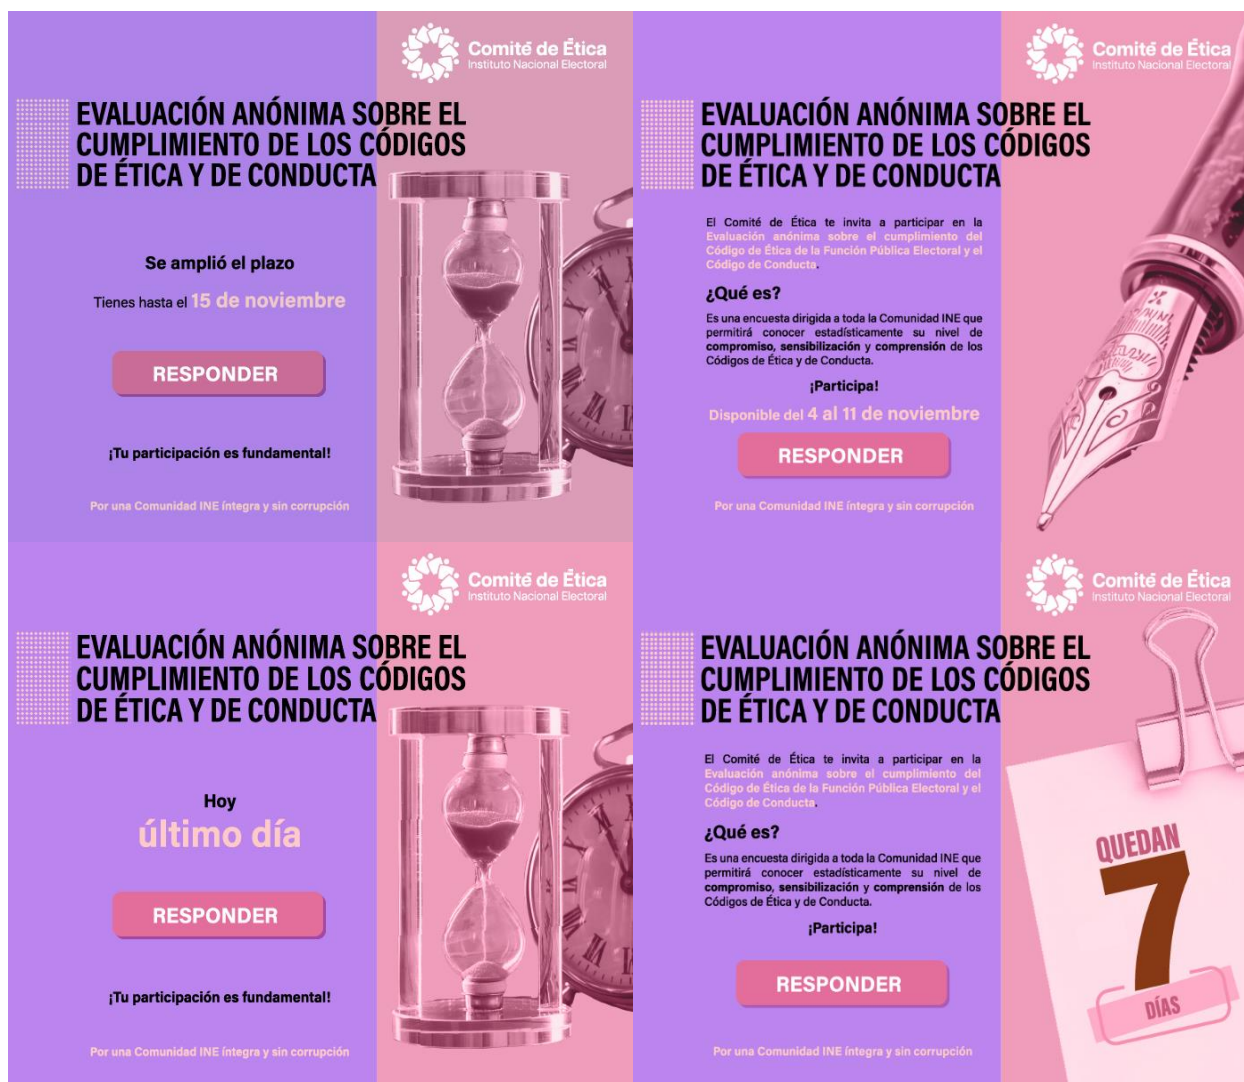 Comité de Ética
Instituto Nacional Electoral
EVALUACIÓN ANÓNIMA SOBRE EL
CUMPLIMIENTO DE LOS CÓDIGOS
DE ÉTICA Y DE CONDUCTA
Se amplió el plazo
Tienes hasta el 15 de noviembre
RESPONDER
¡Tu participación es fundamental!
Por una Comunidad INE íntegra y sin corrupción
Comité de Ética
Instituto Nacional Electoral
EVALUACIÓN ANÓNIMA SOBRE EL
CUMPLIMIENTO DE LOS CÓDIGOS
DE ÉTICA Y DE CONDUCTA
El Comité de Ética te invita a participar en la
Evaluación anónima sobre el cumplimiento del
Código de Ética de la Función Pública Electoral y el
Código de Conducta.
¿Qué es?
Es una encuesta dirigida a toda la Comunidad INE que
permitirá conocer estadísticamente su nivel de
compromiso, sensibilización y comprensión de los
Códigos de Ética y de Conducta.
¡Participa!
Disponible del 4 al 11 de noviembre
RESPONDER
Por una Comunidad INE íntegra y sin corrupción
Comité de Ética
Instituto Nacional Electoral
EVALUACIÓN ANÓNIMA SOBRE EL
CUMPLIMIENTO DE LOS CÓDIGOS
DE ÉTICA Y DE CONDUCTA
Hoy
último día
RESPONDER
¡Tu participación es fundamental!
Por una Comunidad INE íntegra y sin corrupción
Comité de Ética
Instituto Nacional Electoral
EVALUACIÓN ANÓNIMA SOBRE EL
CUMPLIMIENTO DE LOS CÓDIGOS
DE ÉTICA Y DE CONDUCTA
El Comité de Ética te invita a participar en la
Evaluación anónima sobre el cumplimiento del
Código de Ética de la Función Pública Electoral y el
Código de Conducta.
¿Qué es?
Es una encuesta dirigida a toda la Comunidad INE que
permitirá conocer estadísticamente su nivel de
compromiso, sensibilización y comprensión de los
Códigos de Ética y de Conducta.
¡Participa!
RESPONDER
Por una Comunidad INE íntegra y sin corrupción
QUEDAN
7
DÍAS